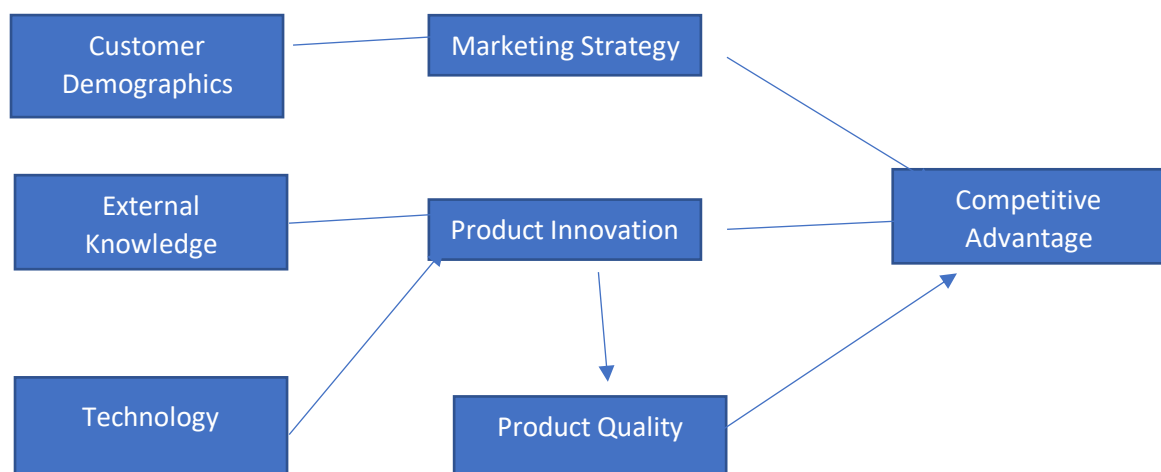 Customer
Demographics
Marketing Strategy
External
Knowledge
Product Innovation
Competitive
Advantage
Technology
Product Quality